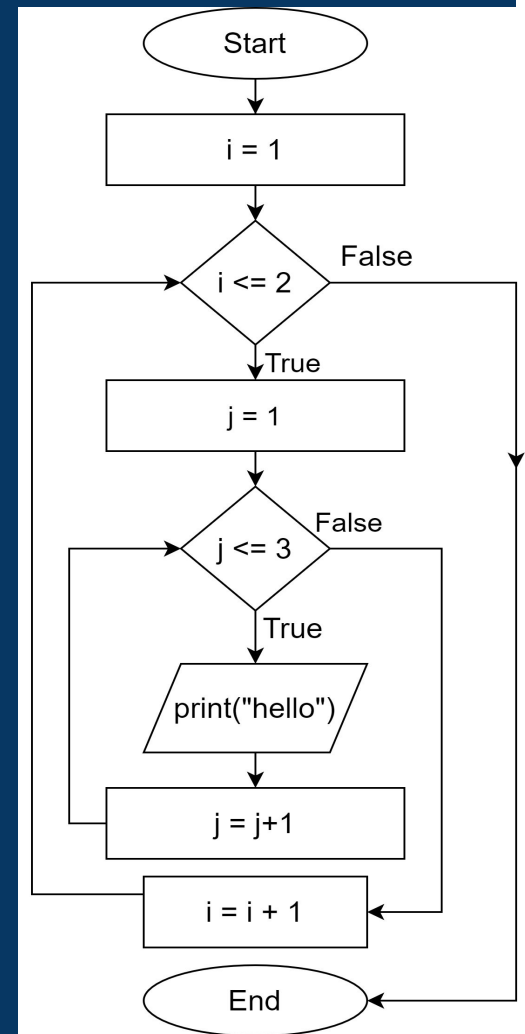 Start
i = 1
i <= 2
False
True
j = 1
j <= 3
False
True
print("hello")
j = j+1
i = i + 1
End